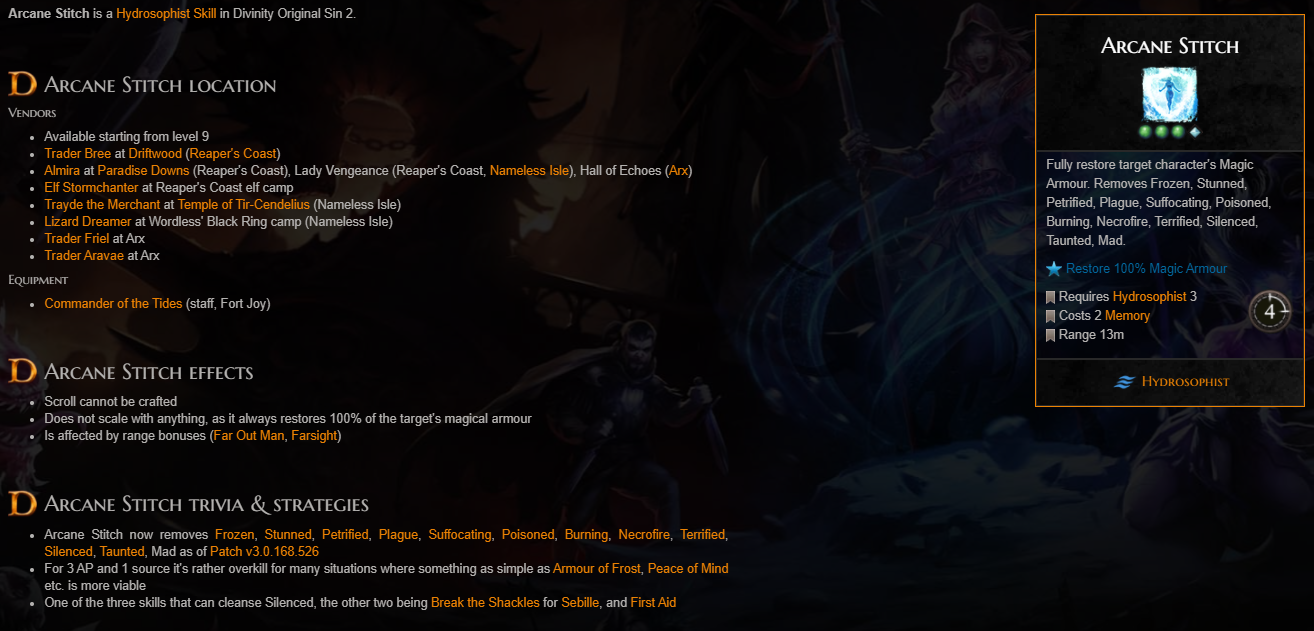 Arcane Stitch is a Hydrosophist Skill in Divinity Original Sin 2.
Arcane Stitch location
Vendors
Available starting from level 9
Trader Bree at Driftwood (Reaper's Coast)
Almira at Paradise Downs (Reaper's Coast), Lady Vengeance (Reaper's Coast, Nameless Isle), Hall of Echoes (Arx)
Elf Stormchanter at Reaper's Coast elf camp
Trayde the Merchant at Temple of Tir-Cendelius (Nameless Isle)
Lizard Dreamer at Wordless' Black Ring camp (Nameless Isle)
Trader Friel at Arx
Trader Aravae at Arx
Equipment
Commander of the Tides (staff, Fort Joy)
Arcane Stitch effects
Scroll cannot be crafted
Does not scale with anything, as it always restores 100% of the target's magical armour
Is affected by range bonuses (Far Out Man, Farsight)
Arcane Stitch trivia & strategies
Arcane Stitch now removes Frozen, Stunned, Petrified, Plague, Suffocating, Poisoned, Burning, Necrofire, Terrified,
Silenced, Taunted, Mad as of Patch v3.0.168.526
For 3 AP and 1 source it's rather overkill for many situations where something as simple as Armour of Frost, Peace of Mind
etc. is more viable
One of the three skills that can cleanse Silenced, the other two being Break the Shackles for Sebille, and First Aid
Arcane Stitch
Fully restore target character's Magic
Armour. Removes Frozen, Stunned,
Petrified, Plague, Suffocating, Poisoned,
Burning, Necrofire, Terrified, Silenced,
Taunted, Mad.
Restore 100% Magic Armour
Requires Hydrosophist 3
Costs 2 Memory
Range 13m
4
Hydrosophist